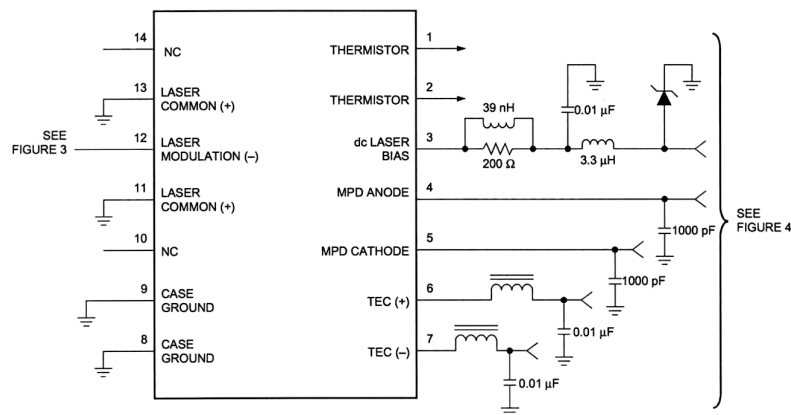 14
NC
13
LASER
COMMON (+)
SEE
FIGURE 3
12
LASER
MODULATION (–)
11
LASER
COMMON (+)
10
NC
9
CASE
GROUND
8
CASE
GROUND
THERMISTOR
1
THERMISTOR
2
dc LASER
BIAS
3
MPD ANODE
4
MPD CATHODE
5
TEC (+)
6
TEC (–)
7
39 nH
200 Ω
0.01 μF
3.3 μH
1000 pF
1000 pF
0.01 μF
0.01 μF
SEE
FIGURE 4